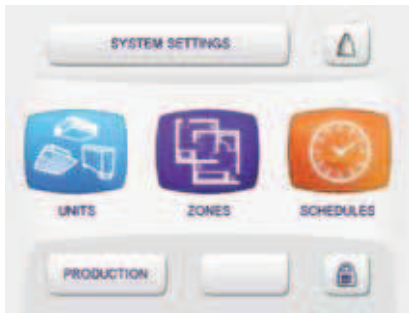 SYSTEM SETTINGS
UNITS
ZONES
SCHEDULES
PRODUCTION